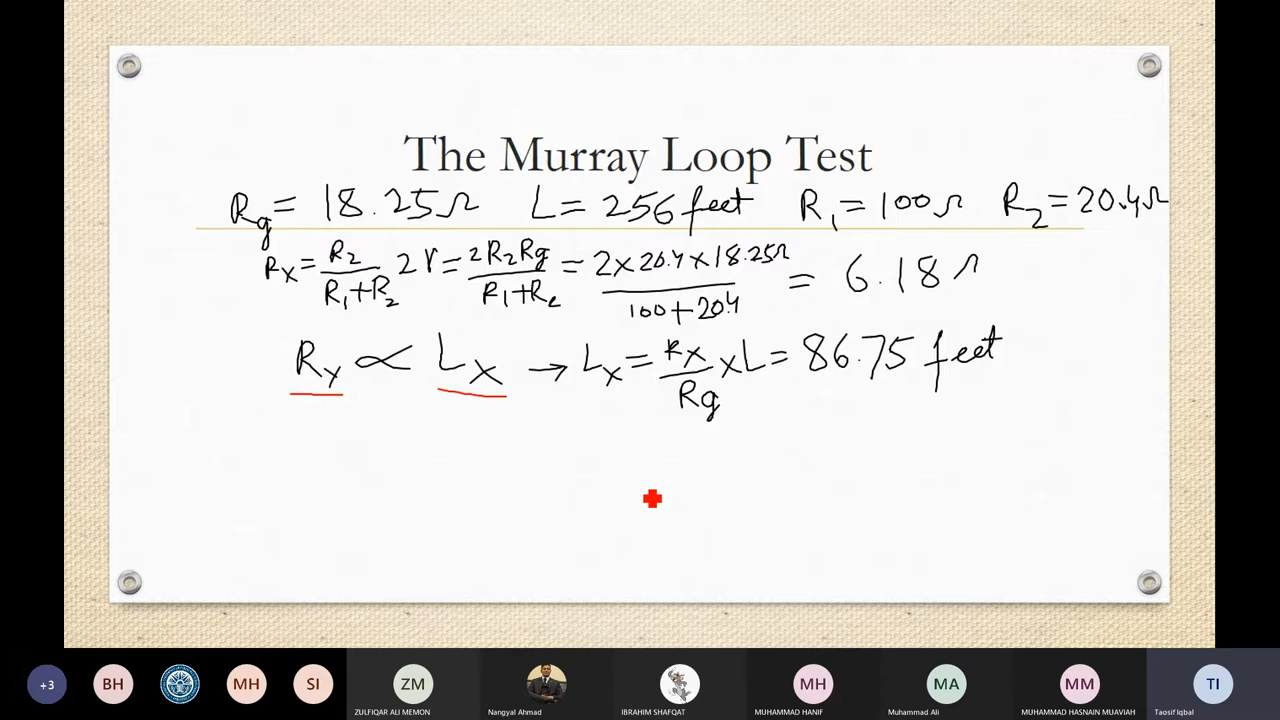 The Murray Loop Test
Rg = 18.25Ω L = 256 feet R1 = 100Ω R2 = 20.4Ω
Rx = R2/(R1+R2) 2r = 2R2Rg/(R1+R2) = 2×20.4×18.25Ω/(100+20.4) = 6.18Ω
Rx ∝ Lx → Lx = Rx/Rg × L = 86.75 feet
+3 BH MH SI ZM MH MA MM TI
ZULFIQAR ALI MEMON Nangyal Ahmad IBRAHIM SHAFQAT MUHAMMAD HANIF Muhammad Ali MUHAMMAD HASNAIN MUAVIAH Taosif Iqbal